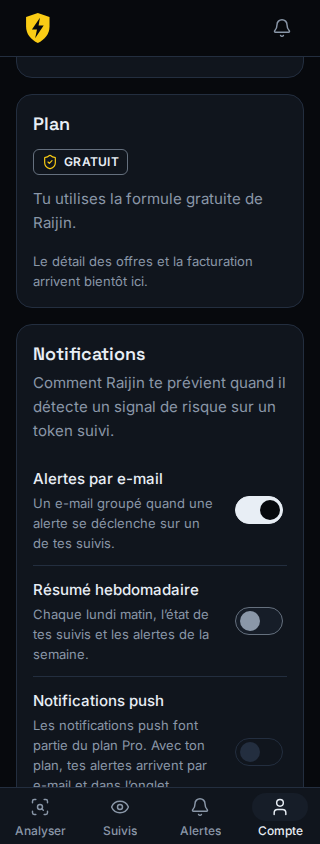 Plan
GRATUIT
Tu utilises la formule gratuite de
Raijin.
Le détail des offres et la facturation
arrivent bientôt ici.
Notifications
Comment Raijin te prévient quand il
détecte un signal de risque sur un
token suivi.
Alertes par e-mail
Un e-mail groupé quand une
alerte se déclenche sur un
de tes suivis.
Résumé hebdomadaire
Chaque lundi matin, l'état de
tes suivis et les alertes de la
semaine.
Notifications push
Les notifications push font
partie du plan Pro. Avec ton
plan, tes alertes arrivent par
e-mail et dans l'onglet
Analyser
Suivis
Alertes
Compte